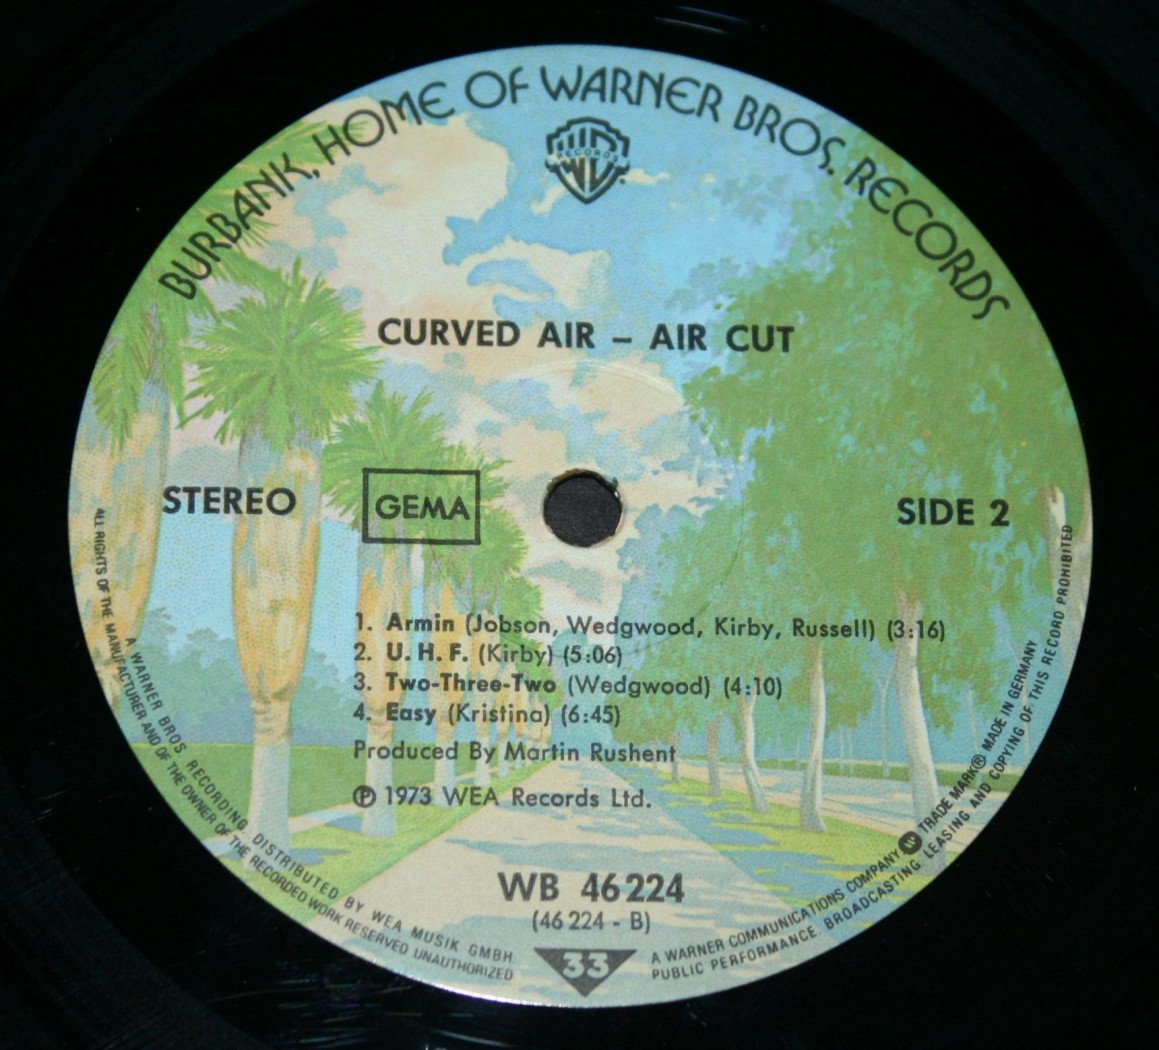 BURBANK, HOME OF WARNER BROS. RECORDS
W
RECORDS
CURVED AIR – AIR CUT
STEREO
GEMA
SIDE 2
1. Armin (Jobson, Wedgwood, Kirby, Russell) (3:16)
2. U. H. F. (Kirby) (5:06)
3. Two-Three-Two (Wedgwood) (4:10)
4. Easy (Kristina) (6:45)
Produced By Martin Rushent
℗ 1973 WEA Records Ltd.
WB 46 224
(46 224 - B)
33
A WARNER BROS. RECORDING. DISTRIBUTED BY WEA MUSIK GMBH.
A WARNER COMMUNICATIONS COMPANY TRADE MARK® MADE IN GERMANY
ALL RIGHTS OF THE MANUFACTURER AND OF THE OWNER OF THE RECORDED WORK RESERVED UNAUTHORIZED
PUBLIC PERFORMANCE. BROADCASTING LEASING AND COPYING OF THIS RECORD PROHIBITED